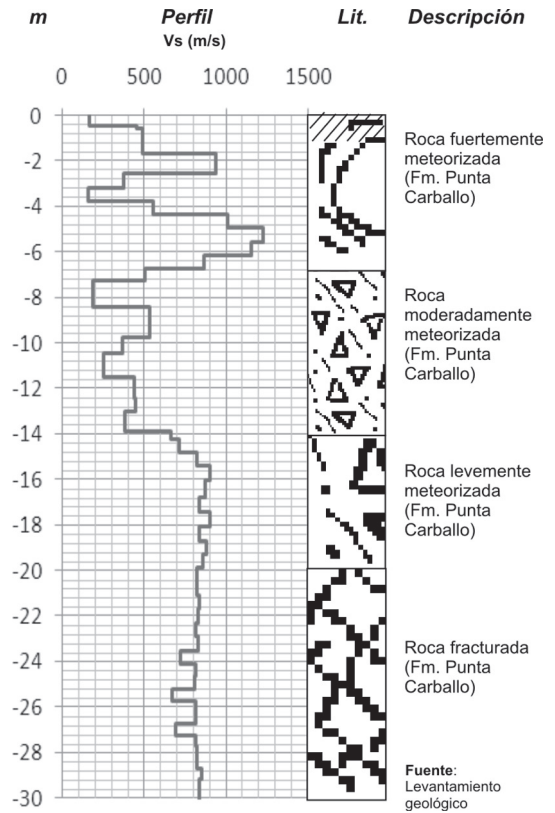 m Perfil Lit. Descripción
Vs (m/s)
0 500 1000 1500
0
-2
-4
-6
-8
-10
-12
-14
-16
-18
-20
-22
-24
-26
-28
-30
Roca fuertemente
meteorizada
(Fm. Punta
Carballo)
Roca
moderadamente
meteorizada
(Fm. Punta
Carballo)
Roca levemente
meteorizada
(Fm. Punta
Carballo)
Roca fracturada
(Fm. Punta
Carballo)
Fuente:
Levantamiento
geológico